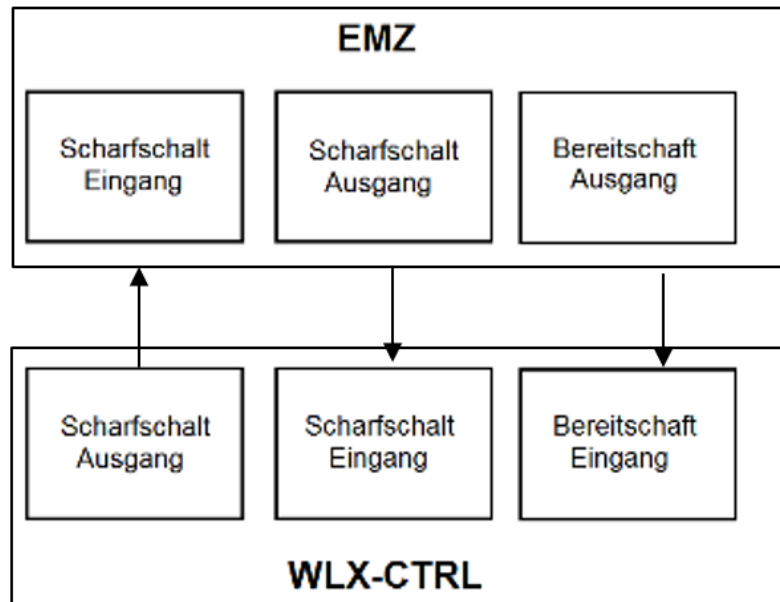 EMZ
Scharfschalt
Eingang
Scharfschalt
Ausgang
Bereitschaft
Ausgang
Scharfschalt
Ausgang
Scharfschalt
Eingang
Bereitschaft
Eingang
WLX-CTRL